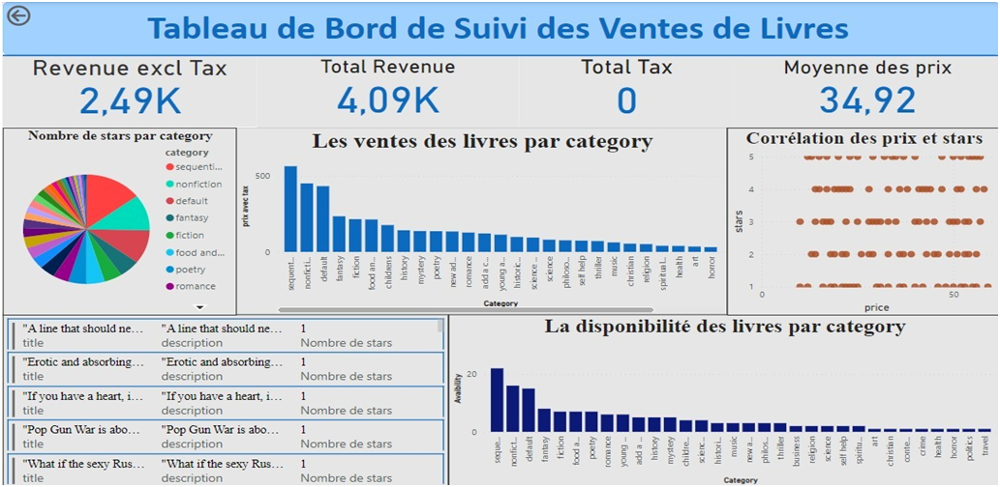 Tableau de Bord de Suivi des Ventes de Livres
Revenue excl Tax
2,49K
Total Revenue
4,09K
Total Tax
0
Moyenne des prix
34,92
Nombre de stars par category
category
sequenti...
nonfiction
default
fantasy
fiction
food and...
poetry
romance
Les ventes des livres par category
prix avec tax
500
0
sequent...
nonficti...
default
fantasy
fiction
food an...
childrens
history
mystery
poetry
new ad...
romance
add a c...
young a...
historic...
science ...
science
philoso...
self help
thriller
music
christian
religion
spiritual...
health
art
horror
Category
Corrélation des prix et stars
stars
5
4
3
2
1
0
50
price
"A line that should ne… "A line that should ne… 1
title description Nombre de stars
"Erotic and absorbing… "Erotic and absorbing… 1
title description Nombre de stars
"If you have a heart, i… "If you have a heart, i… 1
title description Nombre de stars
"Pop Gun War is abo… "Pop Gun War is abo… 1
title description Nombre de stars
"What if the sexy Rus… "What if the sexy Rus… 1
title description Nombre de stars
La disponibilité des livres par category
Avaibility
20
0
seque...
nonfict...
default
fantasy
fiction
food a...
poetry
romance
young ...
add a ...
history
mystery
childre...
scienc...
histori...
music
new a...
philos...
thriller
business
religion
science
self help
spiritu...
art
christian
conte...
crime
health
horror
politics
travel
Category